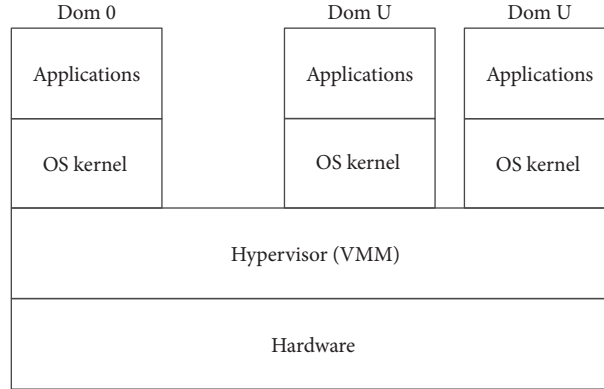 Dom 0
Dom U
Dom U
Applications
Applications
Applications
OS kernel
OS kernel
OS kernel
Hypervisor (VMM)
Hardware